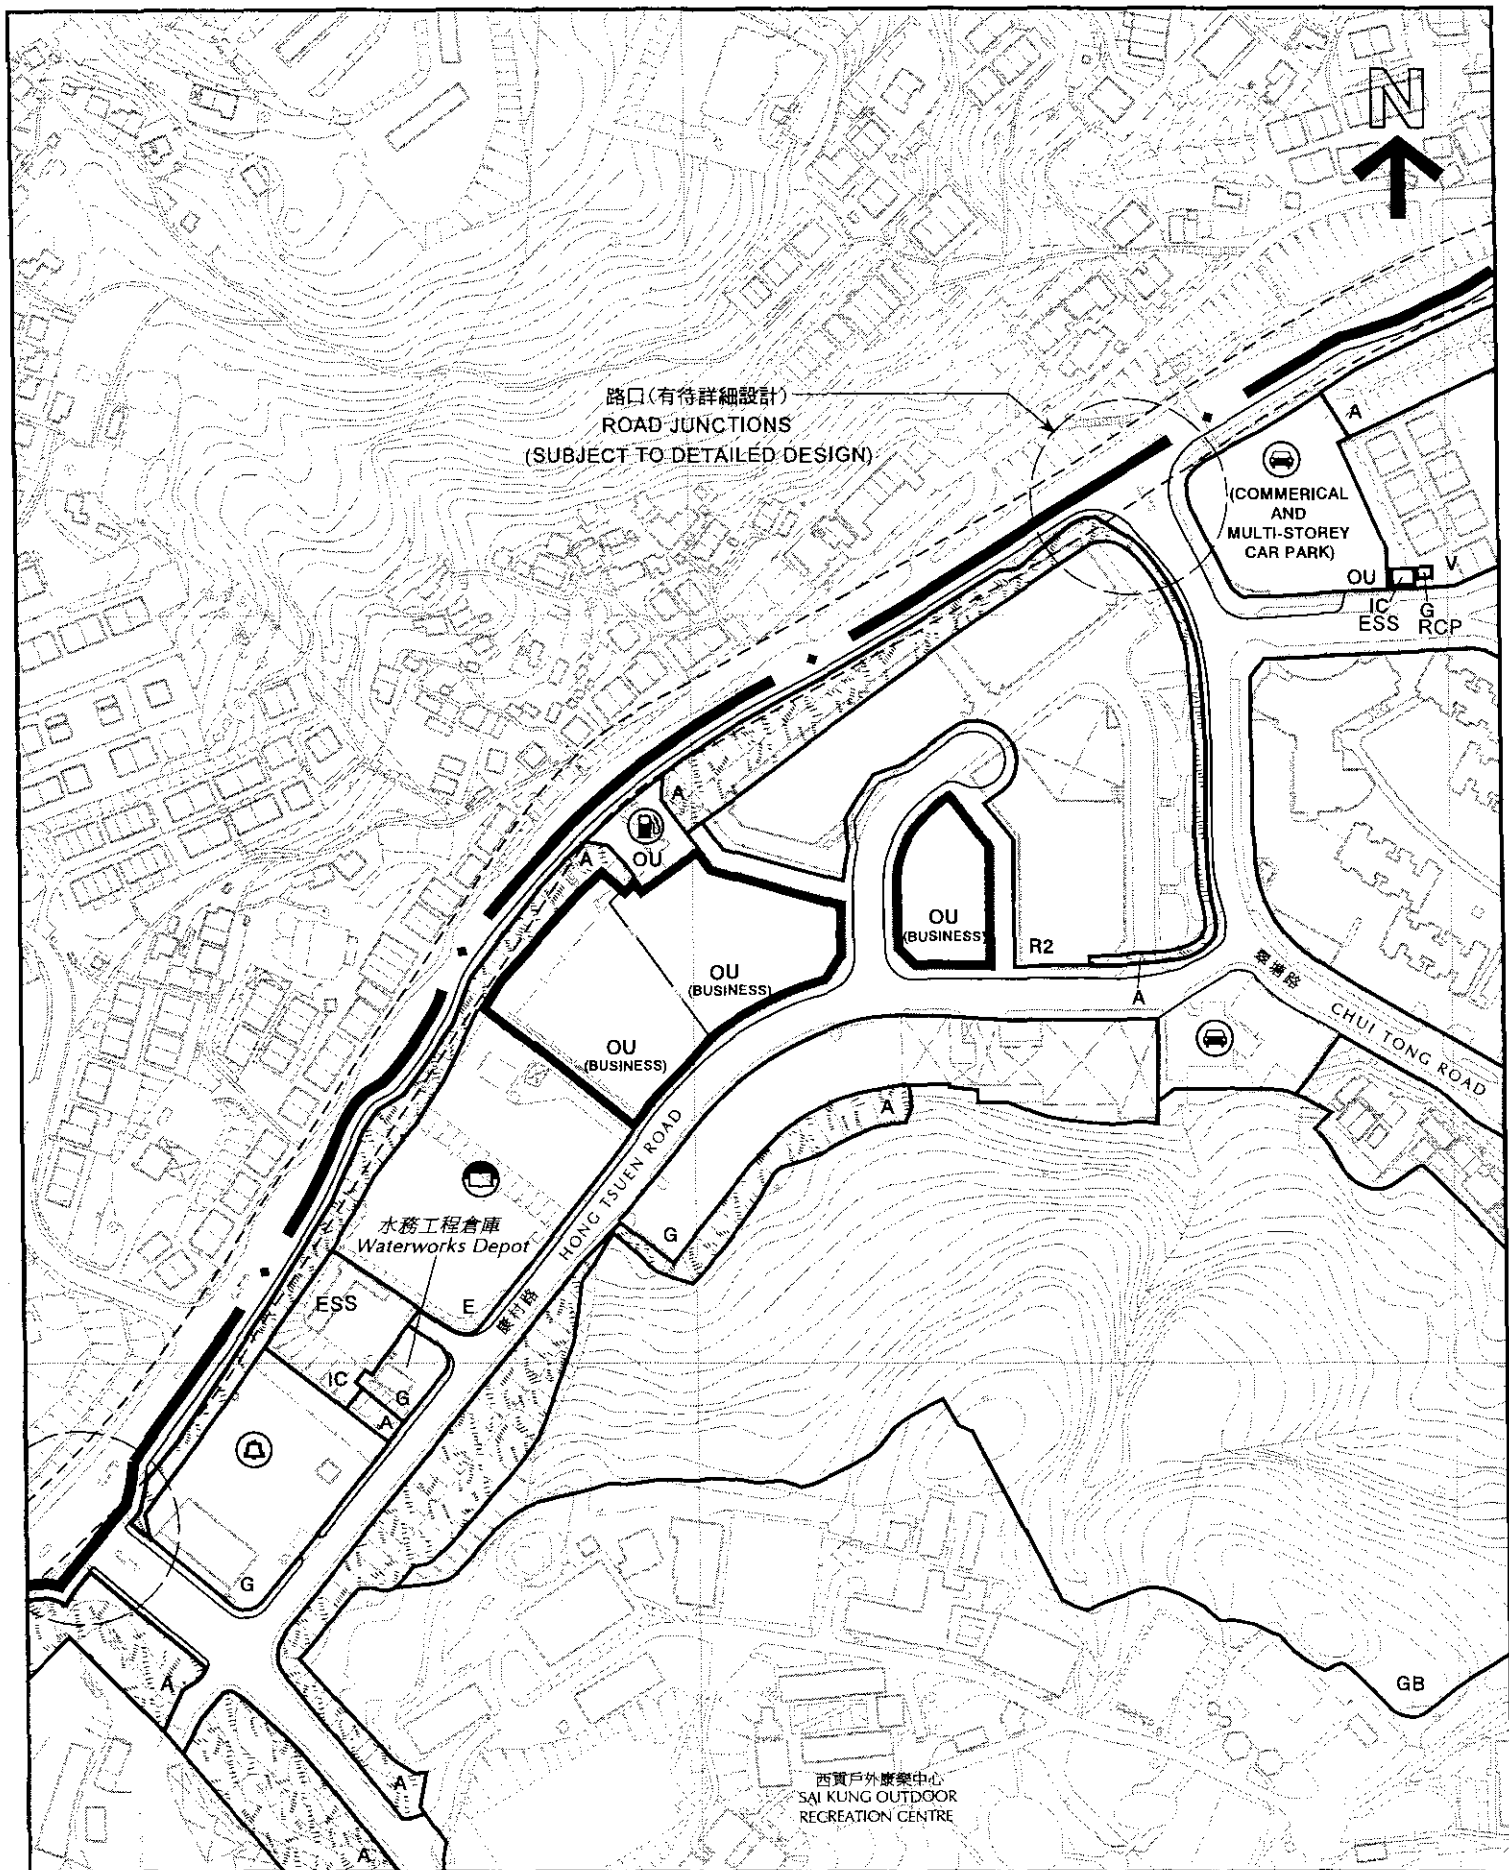 N
路口(有待詳細設計)
ROAD JUNCTIONS
(SUBJECT TO DETAILED DESIGN)
A
(COMMERICAL
AND
MULTI-STOREY
CAR PARK)
OU
V
IC
ESS
G
RCP
A
OU
A
OU
(BUSINESS)
R2
A
OU
(BUSINESS)
OU
(BUSINESS)
翠塘路
CHUI TONG ROAD
A
HONG TSUEN ROAD
康村路
G
水務工程倉庫
Waterworks Depot
ESS
E
IC
G
A
G
A
GB
A
A
西貢戶外康樂中心
SAI KUNG OUTDOOR
RECREATION CENTRE